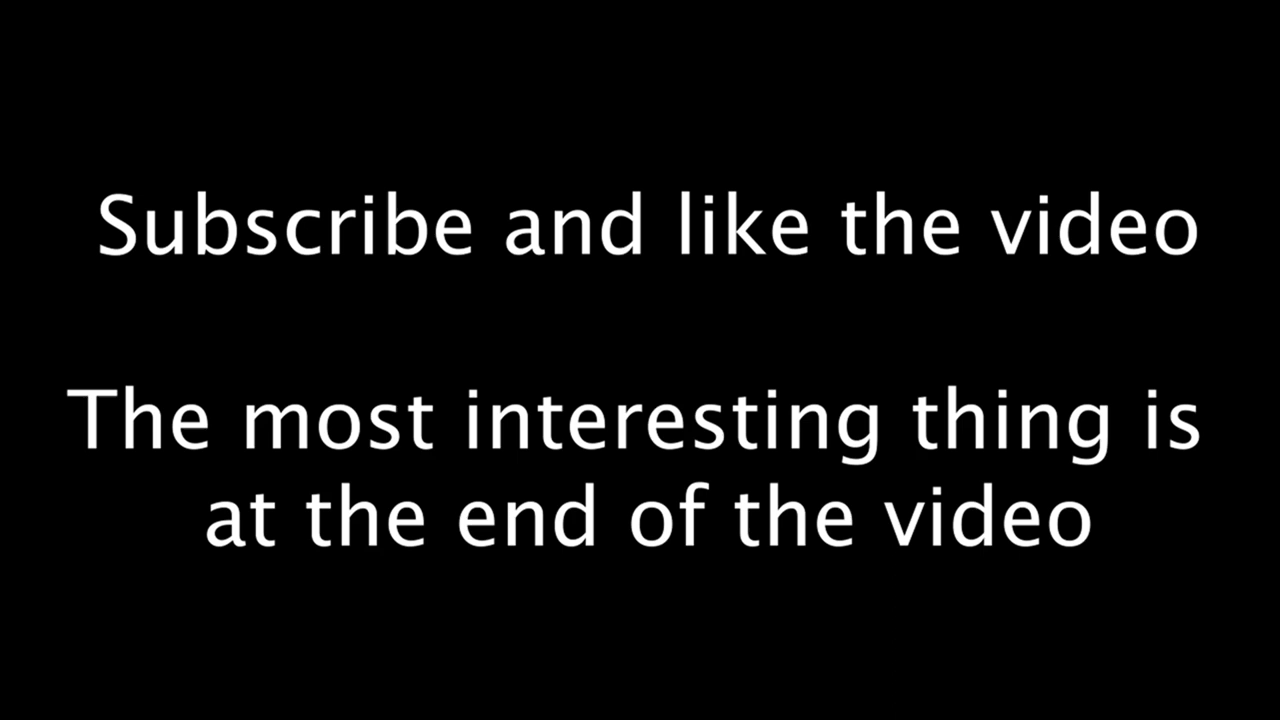 Subscribe and like the video
The most interesting thing is
at the end of the video